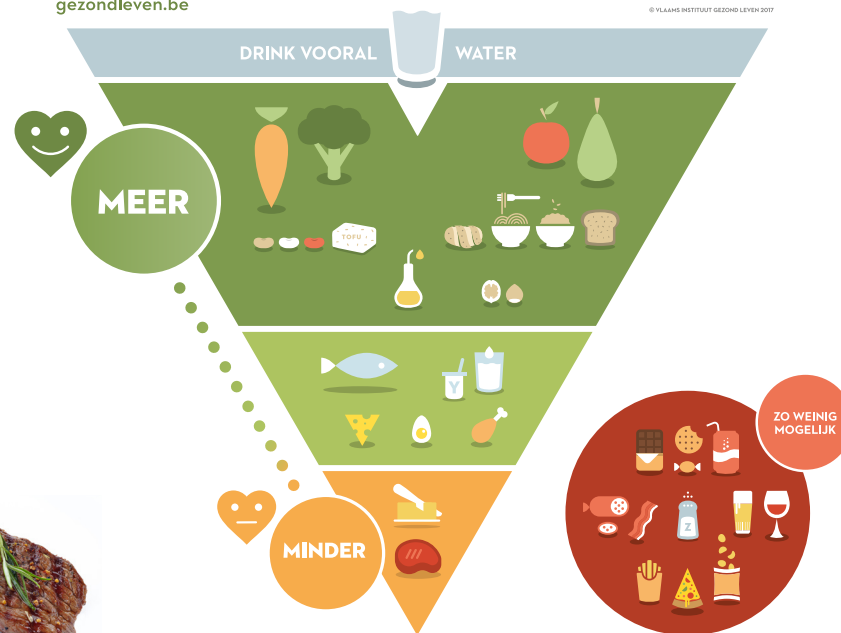 gezondleven.be
© VLAAMS INSTITUUT GEZOND LEVEN 2017
DRINK VOORAL WATER
MEER
TOFU
Y
ZO WEINIG
MOGELIJK
Z
MINDER